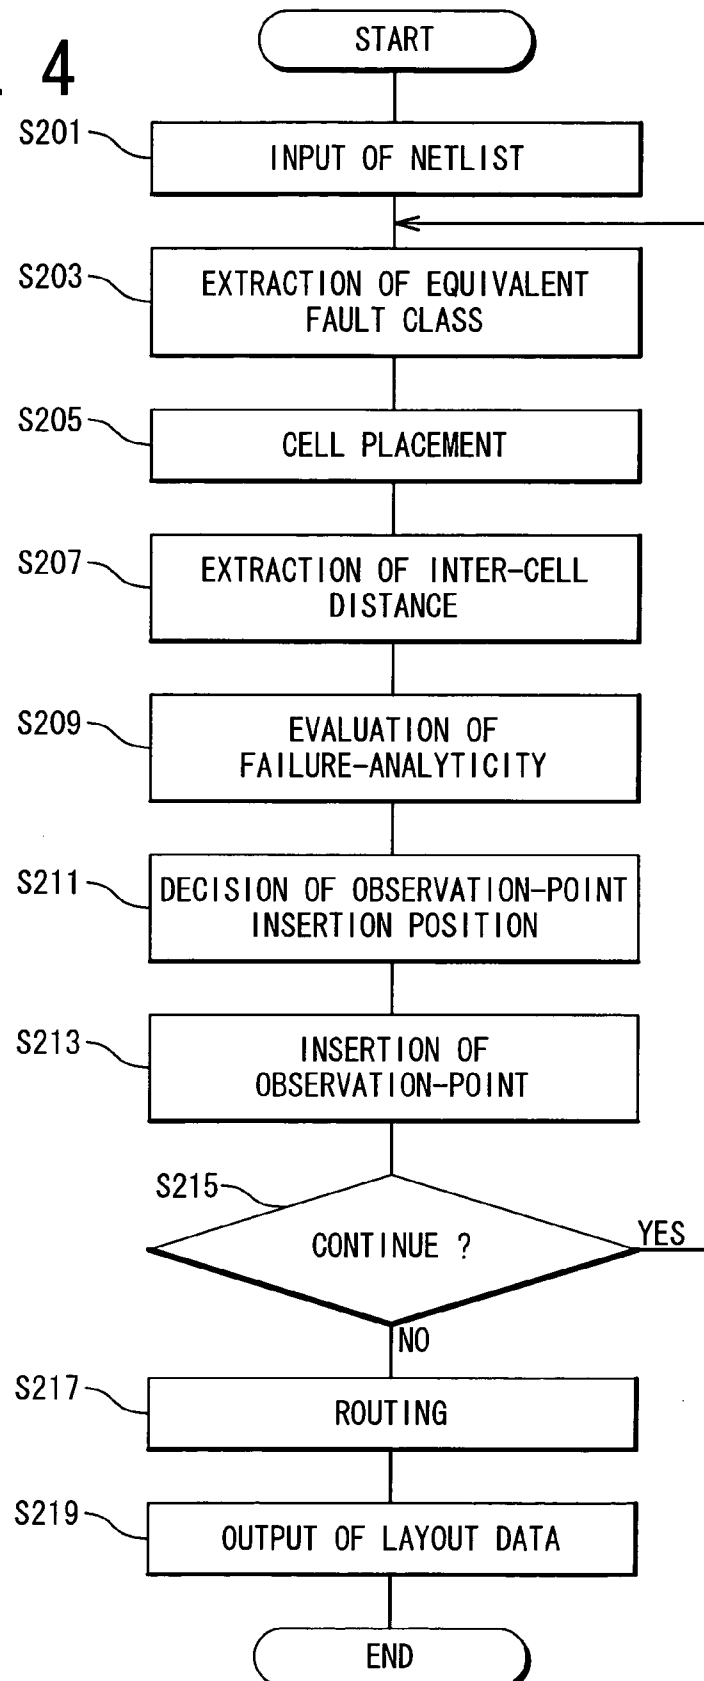 4
START
S201
INPUT OF NETLIST
S203
EXTRACTION OF EQUIVALENT
FAULT CLASS
S205
CELL PLACEMENT
S207
EXTRACTION OF INTER-CELL
DISTANCE
S209
EVALUATION OF
FAILURE-ANALYTICITY
S211
DECISION OF OBSERVATION-POINT
INSERTION POSITION
S213
INSERTION OF
OBSERVATION-POINT
S215
CONTINUE ?
YES
NO
S217
ROUTING
S219
OUTPUT OF LAYOUT DATA
END